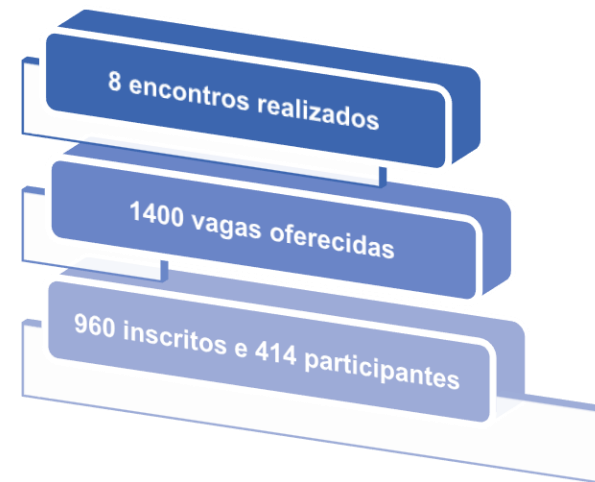 8 encontros realizados
1400 vagas oferecidas
960 inscritos e 414 participantes